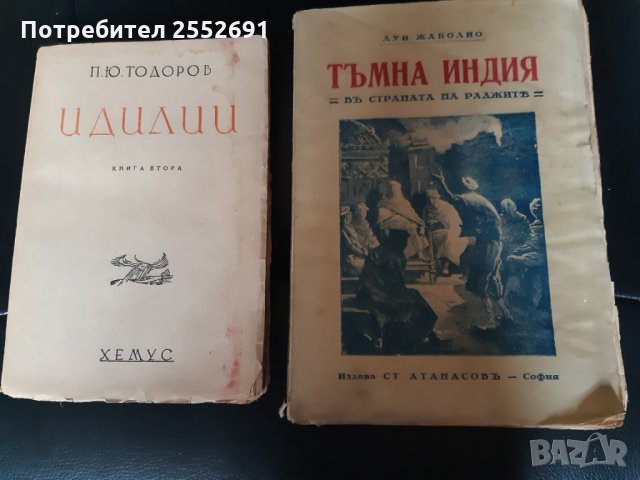 Потребител 2552691
П.Ю.ТОДОРОВ
ИДИЛИИ
КНИГА ВТОРА
ХЕМУС
ЛУИ ЖАКОЛИО
ТЪМНА ИНДИЯ
= ВЪ СТРАНАТА НА РАДЖИТѢ =
Издава СТ АТАНАСОВЪ — София
BAZAR